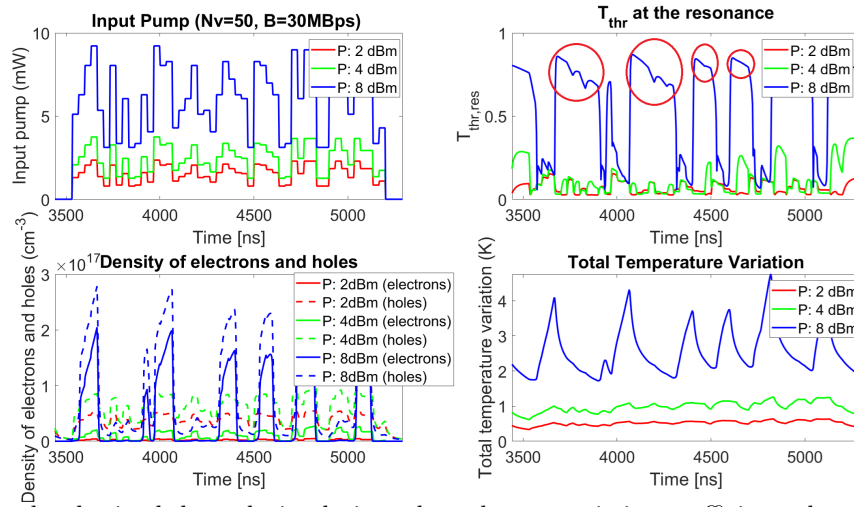 Input Pump (Nv=50, B=30MBps)
Input pump (mW)
10
5
0
P: 2 dBm
P: 4 dBm
P: 8 dBm
3500 4000 4500 5000
Time [ns]
T_thr at the resonance
T_thr,res
1
0.5
0
P: 2 dBm
P: 4 dBm
P: 8 dBm
3500 4000 4500 5000
Time [ns]
Density of electrons and holes
×10^17
Density of electrons and holes (cm^-3)
3
2
1
0
P: 2dBm (electrons)
P: 2dBm (holes)
P: 4dBm (electrons)
P: 4dBm (holes)
P: 8dBm (electrons)
P: 8dBm (holes)
3500 4000 4500 5000
Time [ns]
Total Temperature Variation
Total temperature variation (K)
4
3
2
1
0
P: 2 dBm
P: 4 dBm
P: 8 dBm
3500 4000 4500 5000
Time [ns]